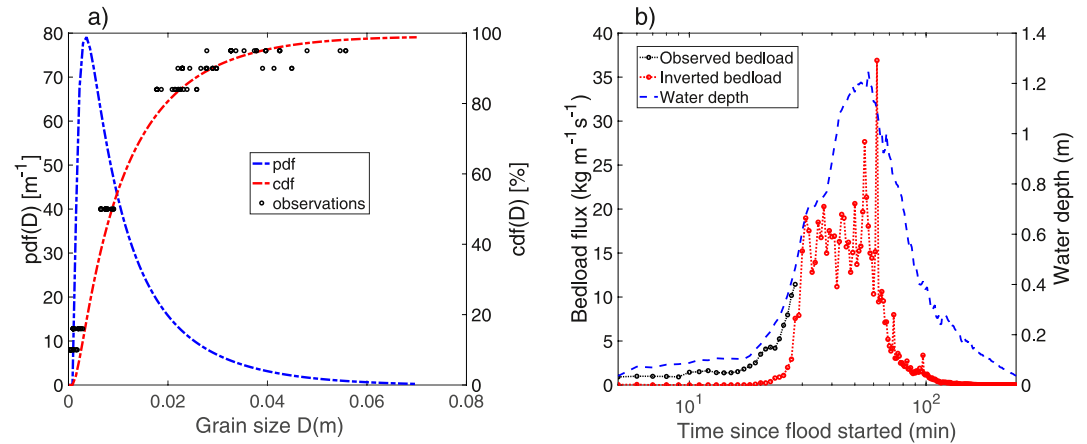 a)
80
70
60
50
40
30
20
10
0
pdf(D) [m⁻¹]
100
80
60
40
20
0
cdf(D) [%]
pdf
cdf
observations
0
0.02
0.04
0.06
0.08
Grain size D(m)
b)
40
35
30
25
20
15
10
5
0
Bedload flux (kg m⁻¹ s⁻¹)
1.4
1.2
1
0.8
0.6
0.4
0.2
0
Water depth (m)
Observed bedload
Inverted bedload
Water depth
10¹
10²
Time since flood started (min)